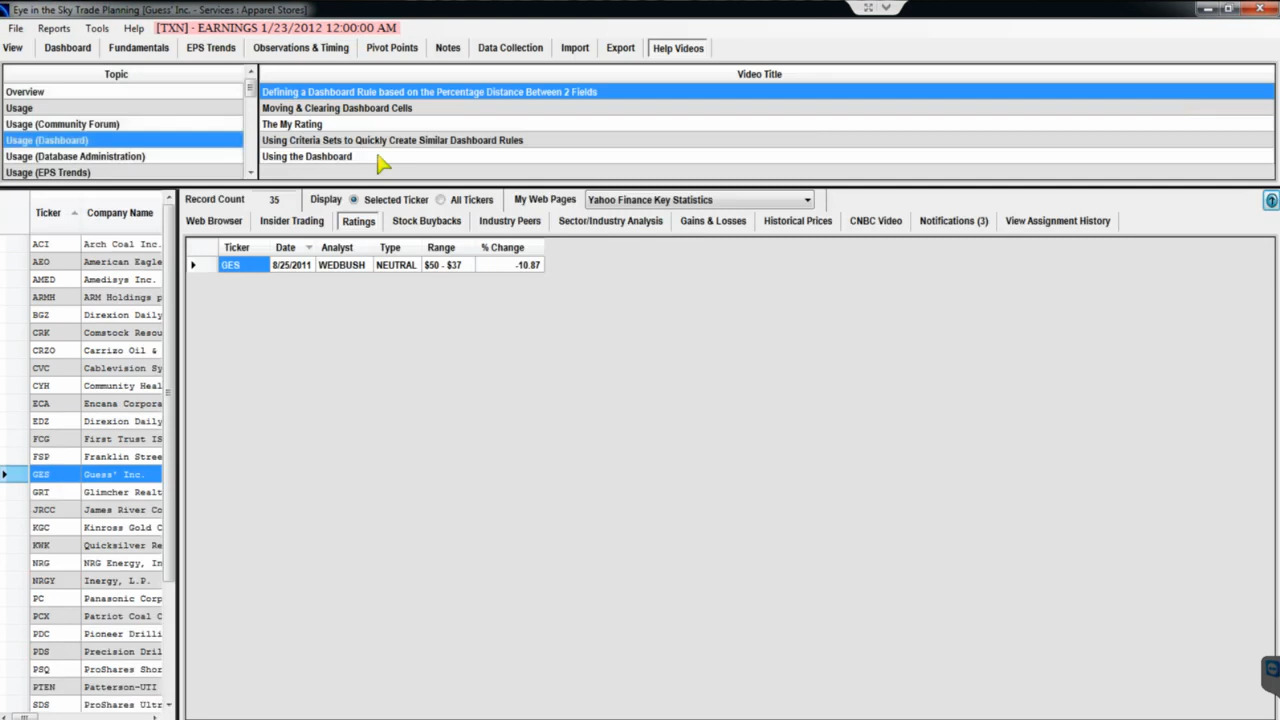 Eye in the Sky Trade Planning [Guess' Inc. - Services : Apparel Stores]
File Reports Tools Help [TXN] - EARNINGS 1/23/2012 12:00:00 AM
View Dashboard Fundamentals EPS Trends Observations & Timing Pivot Points Notes Data Collection Import Export Help Videos
Topic Video Title
Overview Defining a Dashboard Rule based on the Percentage Distance Between 2 Fields
Usage Moving & Clearing Dashboard Cells
Usage (Community Forum) The My Rating
Usage (Dashboard) Using Criteria Sets to Quickly Create Similar Dashboard Rules
Usage (Database Administration) Using the Dashboard
Usage (EPS Trends)
Record Count 35 Display Selected Ticker All Tickers My Web Pages Yahoo Finance Key Statistics
Web Browser Insider Trading Ratings Stock Buybacks Industry Peers Sector/Industry Analysis Gains & Losses Historical Prices CNBC Video Notifications (3) View Assignment History
Ticker Date Analyst Type Range % Change
GES 8/25/2011 WEDBUSH NEUTRAL $50 - $37 -10.87
Ticker Company Name
ACI Arch Coal Inc.
AEO American Eagle
AMED Amedisys Inc.
ARMH ARM Holdings p
BGZ Direxion Daily
CRK Comstock Resou
CRZO Carrizo Oil &
CVC Cablevision Sy
CYH Community Heal
ECA Encana Corpora
EDZ Direxion Daily
FCG First Trust IS
FSP Franklin Stree
GES Guess' Inc.
GRT Glimcher Realt
JRCC James River Co
KGC Kinross Gold C
KWK Quicksilver Re
NRG NRG Energy, In
NRGY Inergy, L.P.
PC Panasonic Corp
PCX Patriot Coal C
PDC Pioneer Drilli
PDS Precision Dril
PSQ ProShares Shor
PTEN Patterson-UTI
SDS ProShares Ultr